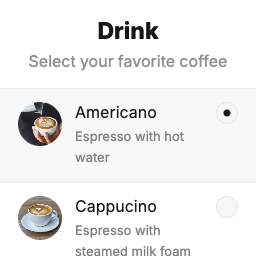 Drink
Select your favorite coffee
Americano
Espresso with hot
water
Cappucino
Espresso with
steamed milk foam